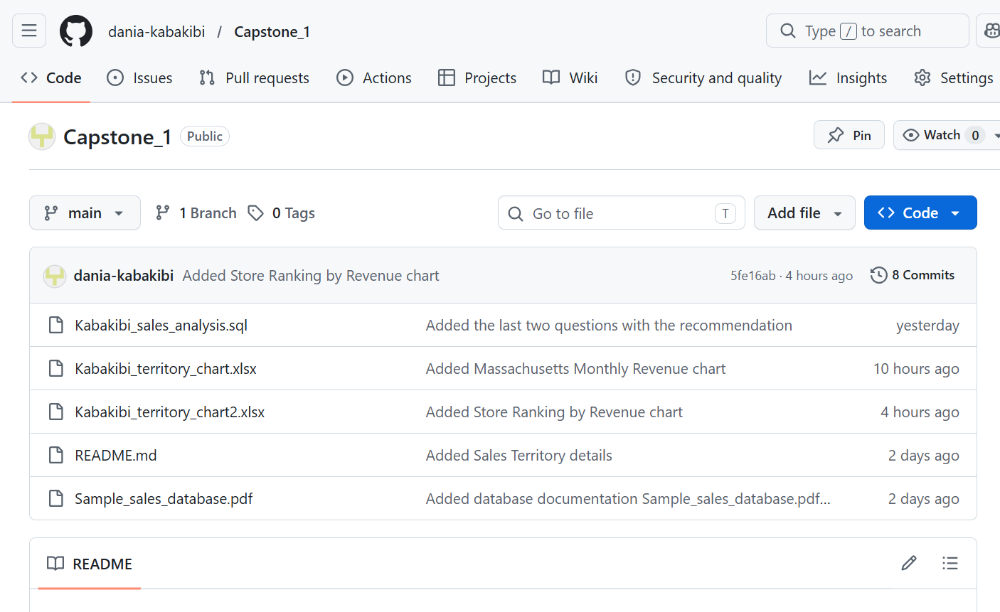 dania-kabakibi / Capstone_1
Type / to search
Code Issues Pull requests Actions Projects Wiki Security and quality Insights Settings
Capstone_1 Public
Pin Watch 0
main 1 Branch 0 Tags
Go to file T Add file Code
dania-kabakibi Added Store Ranking by Revenue chart 5fe16ab · 4 hours ago 8 Commits
Kabakibi_sales_analysis.sql Added the last two questions with the recommendation yesterday
Kabakibi_territory_chart.xlsx Added Massachusetts Monthly Revenue chart 10 hours ago
Kabakibi_territory_chart2.xlsx Added Store Ranking by Revenue chart 4 hours ago
README.md Added Sales Territory details 2 days ago
Sample_sales_database.pdf Added database documentation Sample_sales_database.pdf... 2 days ago
README